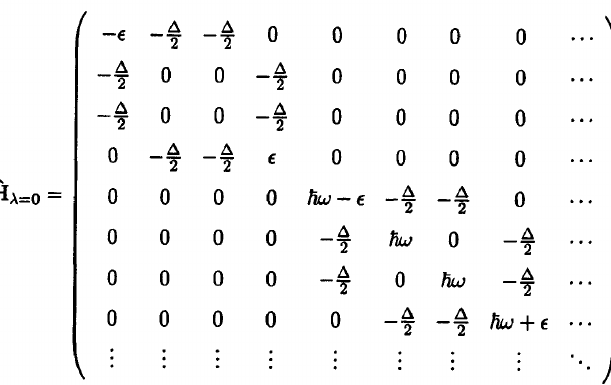 −ϵ −Δ/2 −Δ/2 0 0 0 0 0 ⋯
−Δ/2 0 0 −Δ/2 0 0 0 0 ⋯
−Δ/2 0 0 −Δ/2 0 0 0 0 ⋯
0 −Δ/2 −Δ/2 ϵ 0 0 0 0 ⋯
Ĥ_{λ=0} = 0 0 0 0 ℏω − ϵ −Δ/2 −Δ/2 0 ⋯
0 0 0 0 −Δ/2 ℏω 0 −Δ/2 ⋯
0 0 0 0 −Δ/2 0 ℏω −Δ/2 ⋯
0 0 0 0 0 −Δ/2 −Δ/2 ℏω + ϵ ⋯
⋮ ⋮ ⋮ ⋮ ⋮ ⋮ ⋮ ⋮ ⋱